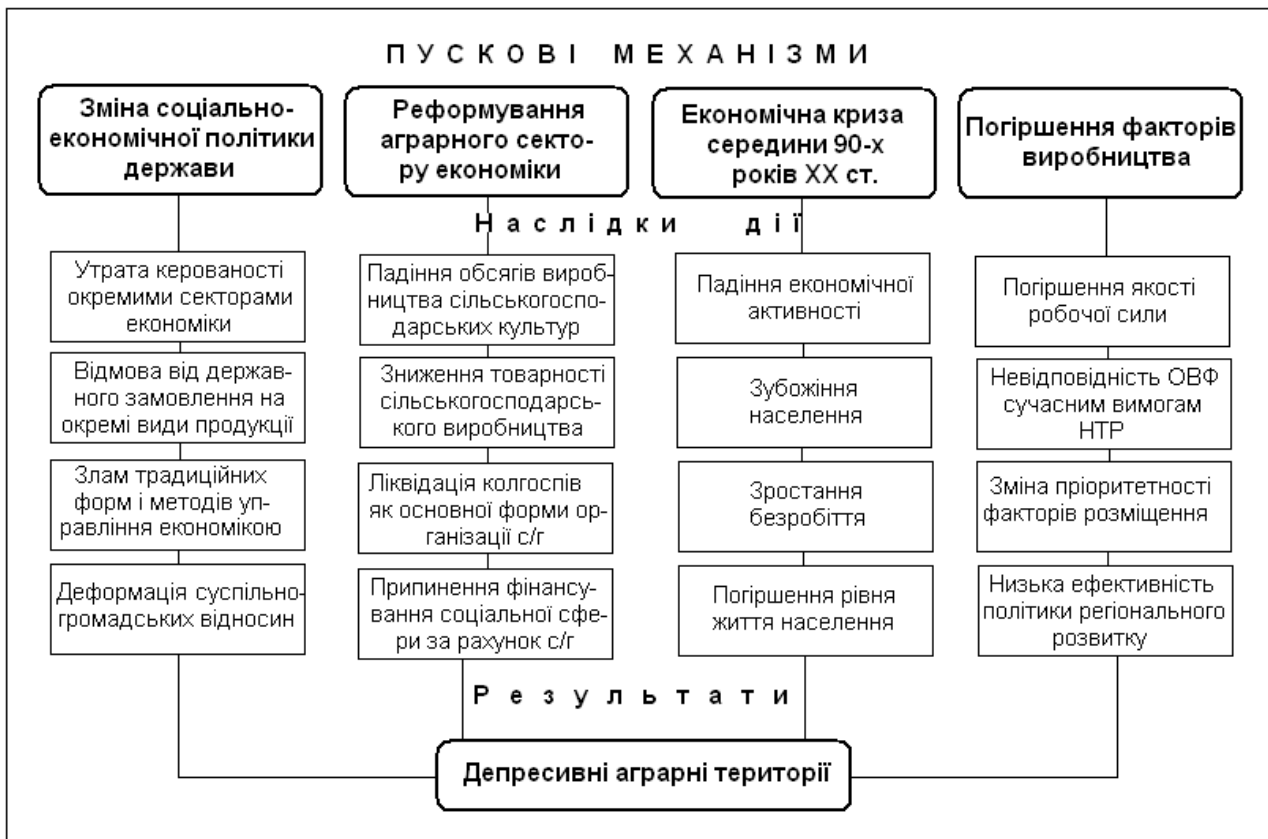 ПУСКОВІ МЕХАНІЗМИ
Зміна соціально-
економічної політики
держави
Реформування
аграрного секто-
ру економіки
Економічна криза
середини 90-х
років XX ст.
Погіршення факторів
виробництва
Наслідки дії
Утрата керованості
окремими секторами
економіки
Падіння обсягів вироб-
ництва сільськогоспо-
дарських культур
Падіння економічної
активності
Погіршення якості
робочої сили
Відмова від держав-
ного замовлення на
окремі види продукції
Зниження товарності
сільськогосподарсь-
кого виробництва
Зубожіння
населення
Невідповідність ОВФ
сучасним вимогам
НТР
Злам традиційних
форм і методів уп-
равління економікою
Ліквідація колгоспів
як основної форми ор-
ганізації с/г
Зростання
безробіття
Зміна пріоритетності
факторів розміщення
Деформація суспільно-
громадських відносин
Припинення фінансу-
вання соціальної сфе-
ри за рахунок с/г
Погіршення рівня
життя населення
Низька ефективність
політики регіонального
розвитку
Результати
Депресивні аграрні території